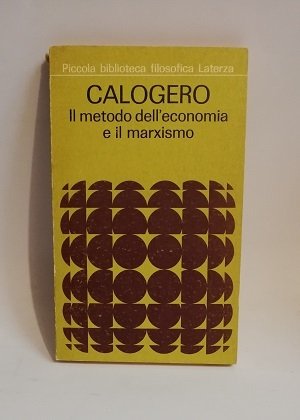 Piccola biblioteca filosofica Laterza
CALOGERO
Il metodo dell'economia
e il marxismo